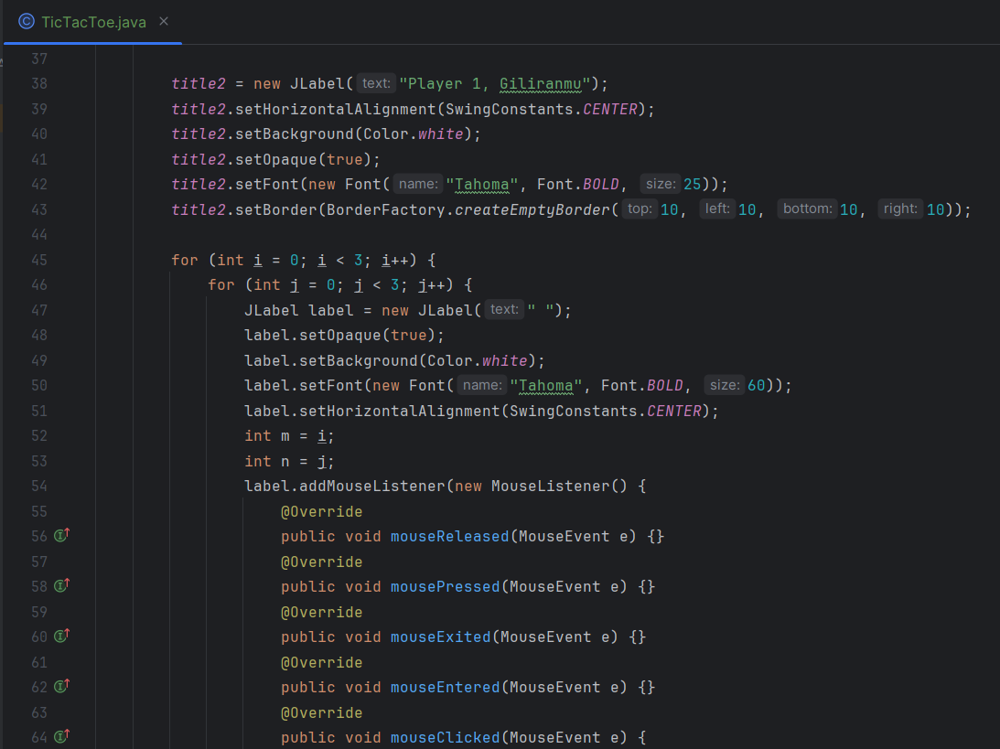 TicTacToe.java
37
38 title2 = new JLabel( text: "Player 1, Giliranmu");
39 title2.setHorizontalAlignment(SwingConstants.CENTER);
40 title2.setBackground(Color.white);
41 title2.setOpaque(true);
42 title2.setFont(new Font( name: "Tahoma", Font.BOLD, size: 25));
43 title2.setBorder(BorderFactory.createEmptyBorder( top: 10, left: 10, bottom: 10, right: 10));
44
45 for (int i = 0; i < 3; i++) {
46 for (int j = 0; j < 3; j++) {
47 JLabel label = new JLabel( text: " ");
48 label.setOpaque(true);
49 label.setBackground(Color.white);
50 label.setFont(new Font( name: "Tahoma", Font.BOLD, size: 60));
51 label.setHorizontalAlignment(SwingConstants.CENTER);
52 int m = i;
53 int n = j;
54 label.addMouseListener(new MouseListener() {
55 @Override
56 public void mouseReleased(MouseEvent e) {}
57 @Override
58 public void mousePressed(MouseEvent e) {}
59 @Override
60 public void mouseExited(MouseEvent e) {}
61 @Override
62 public void mouseEntered(MouseEvent e) {}
63 @Override
64 public void mouseClicked(MouseEvent e) {